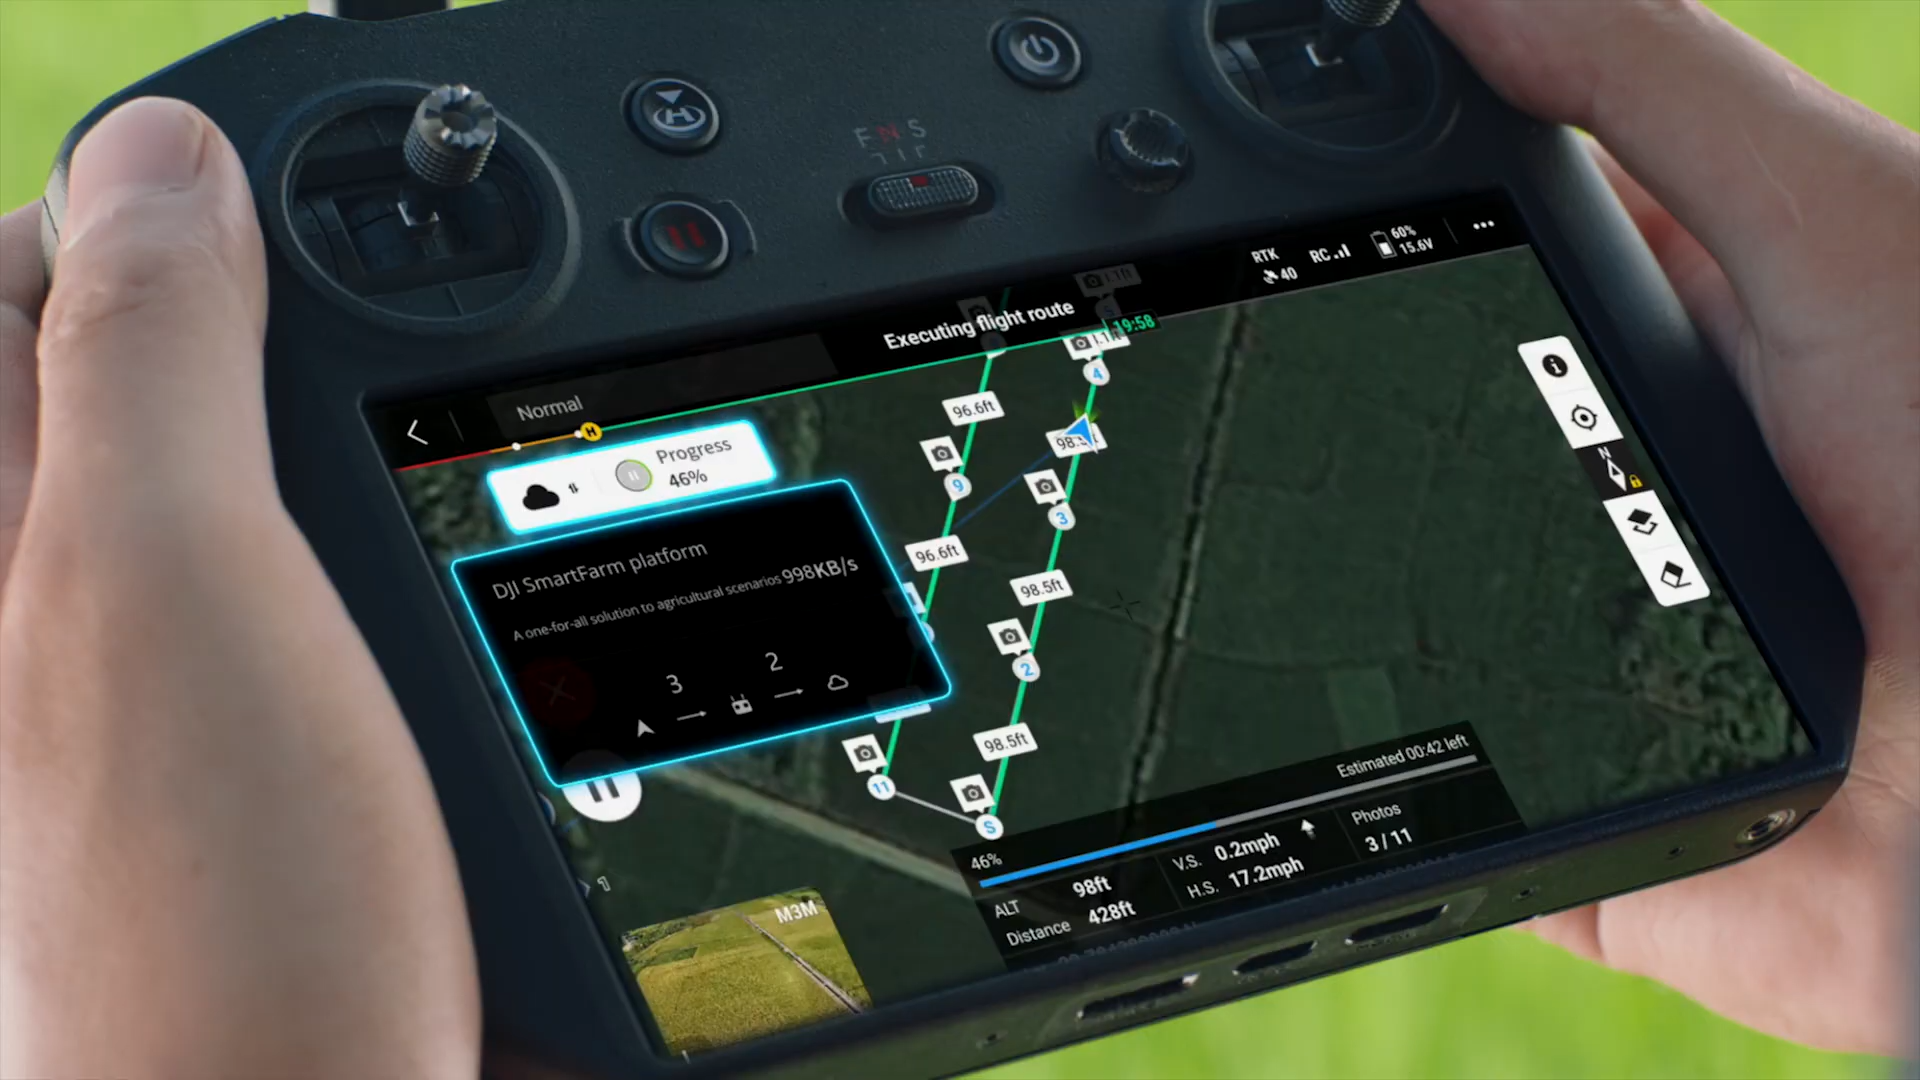 F N S
RTK
40
RC
60%
15.6V
Executing flight route
19:58
Normal
H
Progress
46%
DJI SmartFarm platform
A one-for-all solution to agricultural scenarios 998KB/s
3
2
4
96.6ft
9
3
96.6ft
98.5ft
2
98.5ft
11
S
N
Estimated 00:42 left
46%
V.S. 0.2mph
H.S. 17.2mph
Photos
3 / 11
ALT 98ft
Distance 428ft
M3M